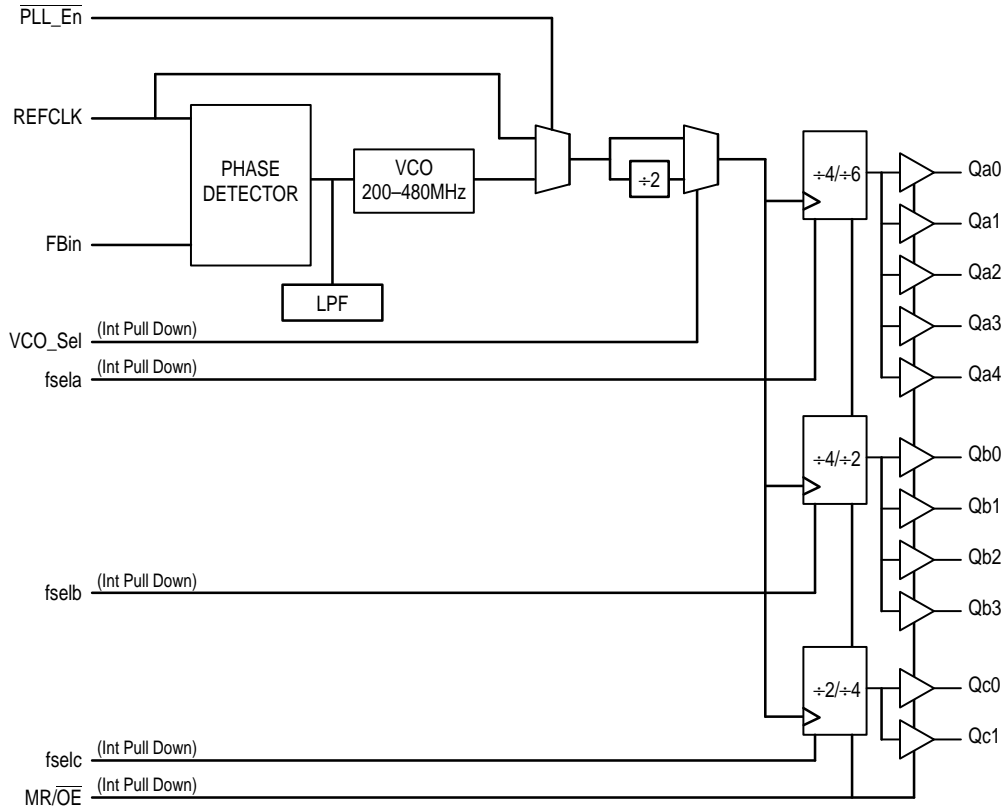 PLL_En
REFCLK
PHASE
DETECTOR
VCO
200–480MHz
÷2
÷4/÷6
Qa0
Qa1
Qa2
Qa3
Qa4
FBin
LPF
VCO_Sel (Int Pull Down)
fsela (Int Pull Down)
÷4/÷2
Qb0
Qb1
Qb2
Qb3
fselb (Int Pull Down)
÷2/÷4
Qc0
Qc1
fselc (Int Pull Down)
MR/OE (Int Pull Down)